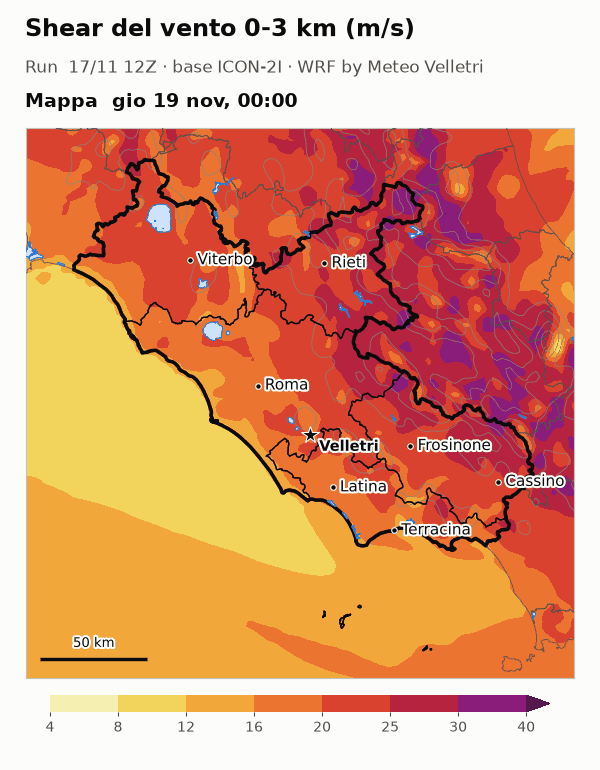 Shear del vento 0-3 km (m/s)
Run  17/11 12Z · base ICON-2I · WRF by Meteo Velletri
Mappa  gio 19 nov, 00:00
Viterbo
Rieti
Roma
Velletri
Frosinone
Cassino
Latina
Terracina
50 km
4 8 12 16 20 25 30 40